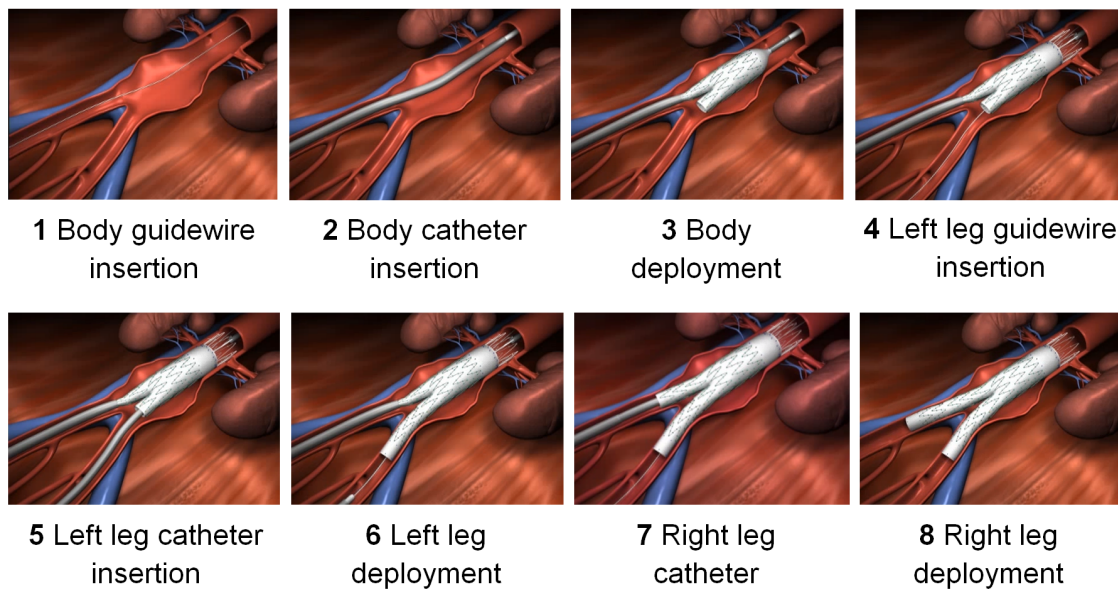 1 Body guidewire
insertion
2 Body catheter
insertion
3 Body
deployment
4 Left leg guidewire
insertion
5 Left leg catheter
insertion
6 Left leg
deployment
7 Right leg
catheter
8 Right leg
deployment